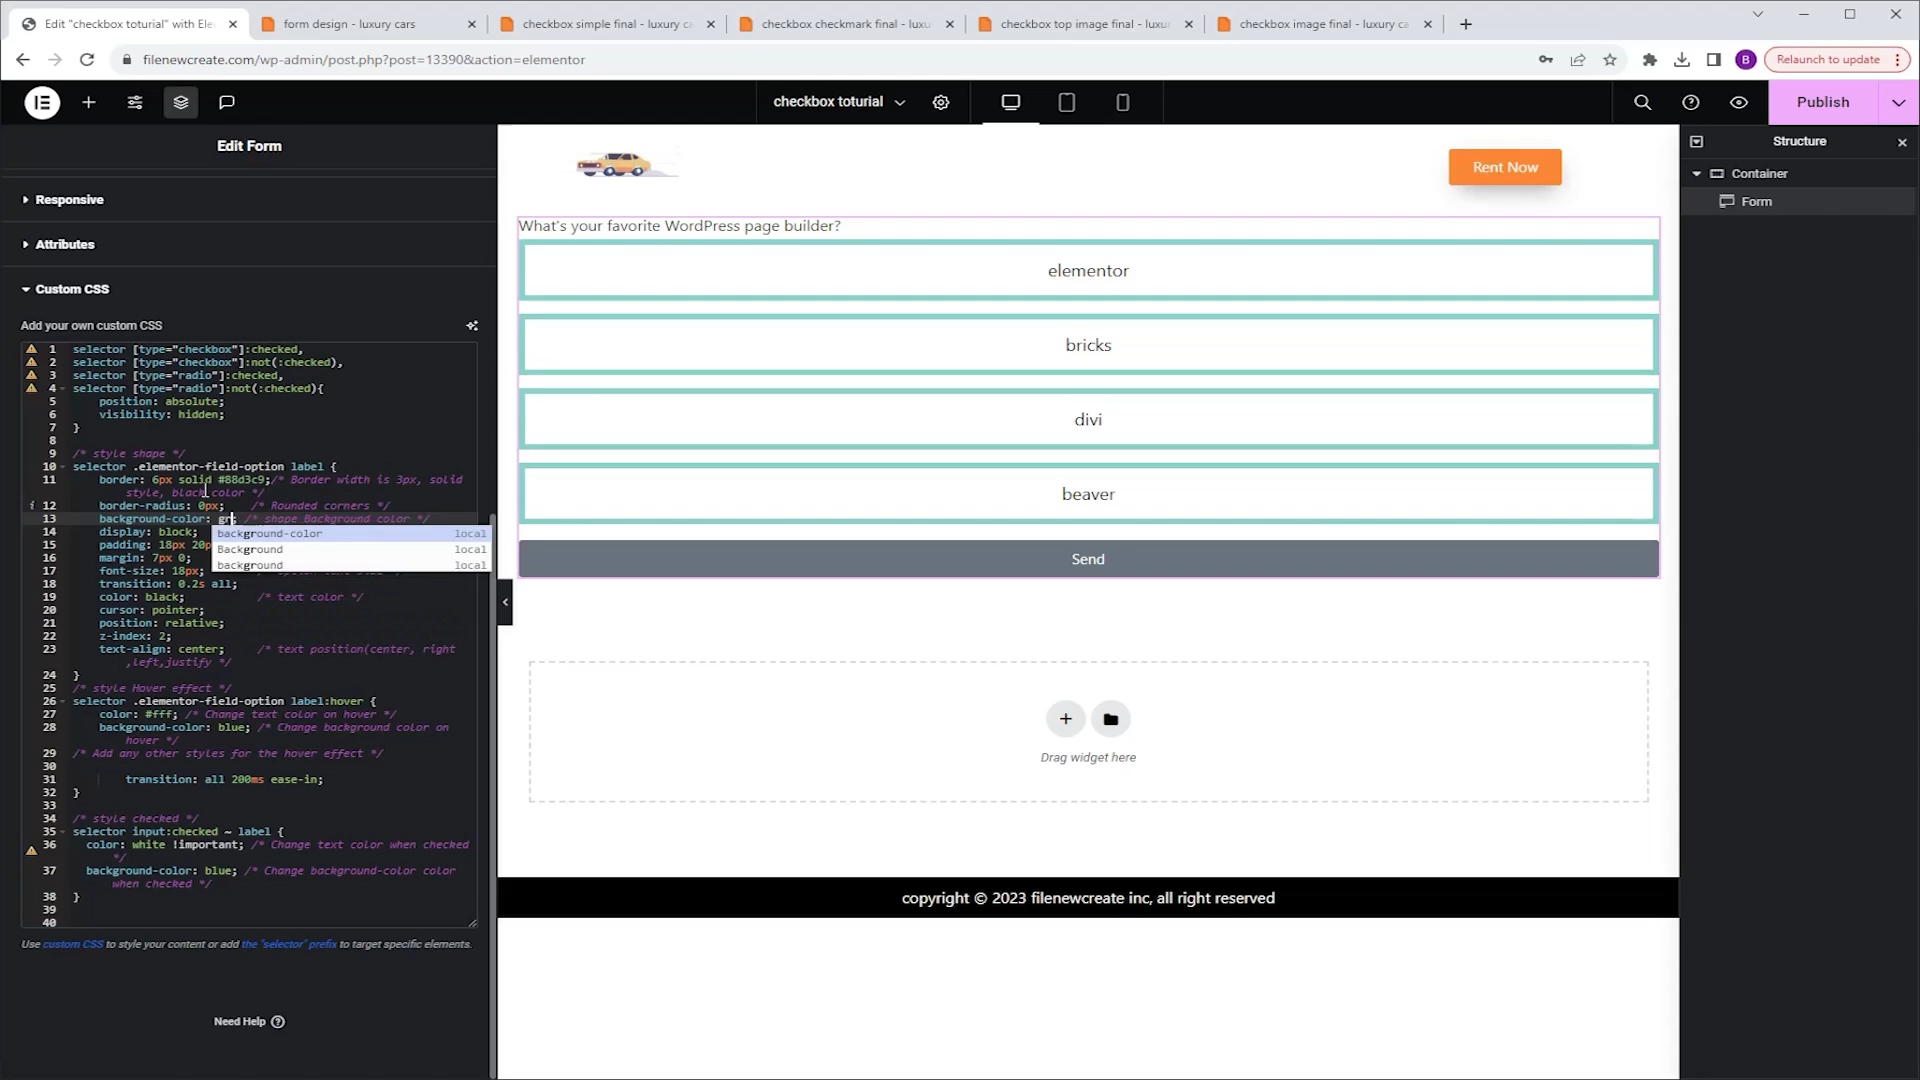 Edit "checkbox toturial" with Ele
form design - luxury cars
checkbox simple final - luxury ca
checkbox checkmark final - luxu
checkbox top image final - luxur
checkbox image final - luxury ca
filenewcreate.com/wp-admin/post.php?post=13390&action=elementor
B
Relaunch to update
checkbox toturial
Publish
Edit Form
Responsive
Attributes
Custom CSS
Add your own custom CSS
1 selector [type="checkbox"]:checked,
2 selector [type="checkbox"]:not(:checked),
3 selector [type="radio"]:checked,
4 selector [type="radio"]:not(:checked){
5 position: absolute;
6 visibility: hidden;
7 }
8
9 /* style shape */
10 selector .elementor-field-option label {
11 border: 6px solid #88d3c9;/* Border width is 3px, solid
style, black color */
12 border-radius: 0px; /* Rounded corners */
13 background-color: gr; /* shape Background color */
14 display: block;
background-color local
15 padding: 18px 20p
Background local
16 margin: 7px 0;
background local
17 font-size: 18px;
18 transition: 0.2s all;
19 color: black; /* text color */
20 cursor: pointer;
21 position: relative;
22 z-index: 2;
23 text-align: center; /* text position(center, right
,left,justify */
24 }
25 /* style Hover effect */
26 selector .elementor-field-option label:hover {
27 color: #fff; /* Change text color on hover */
28 background-color: blue; /* Change background color on
hover */
29 /* Add any other styles for the hover effect */
30
31 transition: all 200ms ease-in;
32 }
33
34 /* style checked */
35 selector input:checked ~ label {
36 color: white !important; /* Change text color when checked
*/
37 background-color: blue; /* Change background-color color
when checked */
38 }
39
40
Use custom CSS to style your content or add the "selector" prefix to target specific elements.
Need Help
Rent Now
What's your favorite WordPress page builder?
elementor
bricks
divi
beaver
Send
Drag widget here
copyright © 2023 filenewcreate inc, all right reserved
Structure
Container
Form